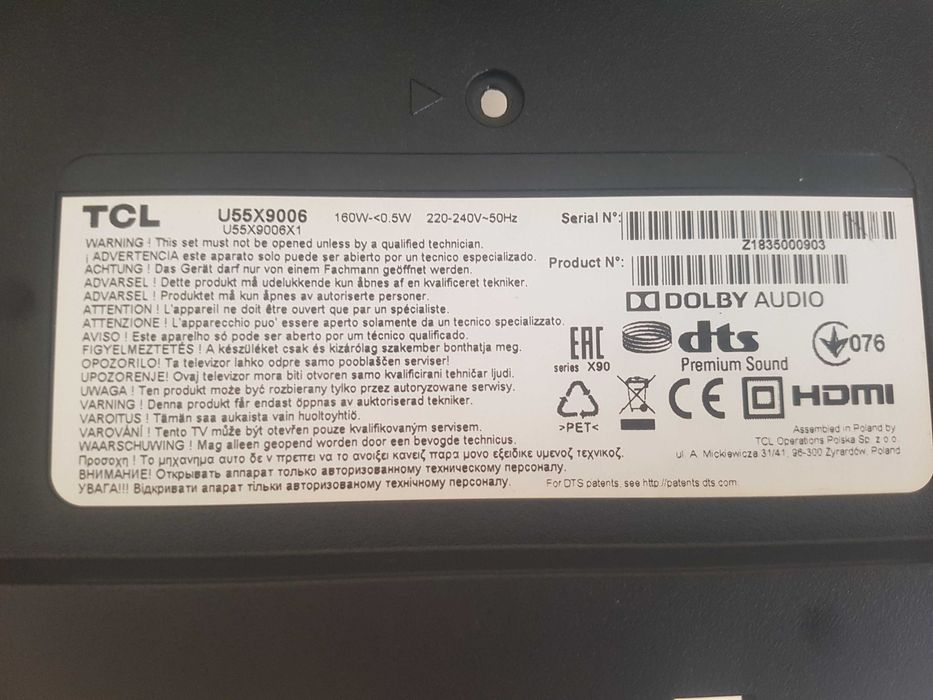 TCL U55X9006 160W-<0.5W 220-240V~50Hz
U55X9006X1
WARNING ! This set must not be opened unless by a qualified technician.
¡ ADVERTENCIA este aparato solo puede ser abierto por un tecnico especializado.
ACHTUNG ! Das Gerät darf nur von einem Fachmann geöffnet werden.
ADVARSEL ! Dette produkt må udelukkende kun åbnes af en kvalificeret tekniker.
ADVARSEL ! Produktet må kun åpnes av autoriserte personer.
ATTENTION ! L'appareil ne doit être ouvert que par un spécialiste.
ATTENZIONE ! L'apparecchio puo' essere aperto solamente da un tecnico specializzato.
AVISO ! Este aparelho só pode ser aberto por um técnico qualificado.
FIGYELMEZTETÉS ! A készüléket csak és kizárólag szakember bonthatja meg.
OPOZORILO! Ta televizor lahko odpre samo pooblaščen serviser!
UPOZORENJE! Ovaj televizor mora biti otvoren samo kvalificirani tehničar ljudi.
UWAGA ! Ten produkt może być rozbierany tylko przez autoryzowane serwisy.
VARNING ! Denna produkt får endast öppnas av auktoriserad tekniker.
VAROITUS ! Tämän saa aukaista vain huoltoyhtiö.
VAROVÁNÍ ! Tento TV může být otevřen pouze kvalifikovaným servisem.
WAARSCHUWING ! Mag alleen geopend worden door een bevogde technicus.
Προσοχη ! Το μηχανημα αυτο δε ν πρεπει να το ανοιξει κανειζ παρα μονο εξειδικε υμενοζ τεχνικοζ.
ВНИМАНИЕ! Открывать аппарат только авторизованному техническому персоналу.
УВАГА!!! Відкривати апарат тільки авторизованому технічному персоналу.
Serial N°:
Z1835000903
Product N°:
DOLBY AUDIO
EAC dts 076
series X90 Premium Sound
>PET< CE HDMI
Assembled in Poland by
TCL Operations Polska Sp. z o.o.
ul. A. Mickiewicza 31/41, 96-300 Żyrardów, Poland
For DTS patents, see http://patents.dts.com.